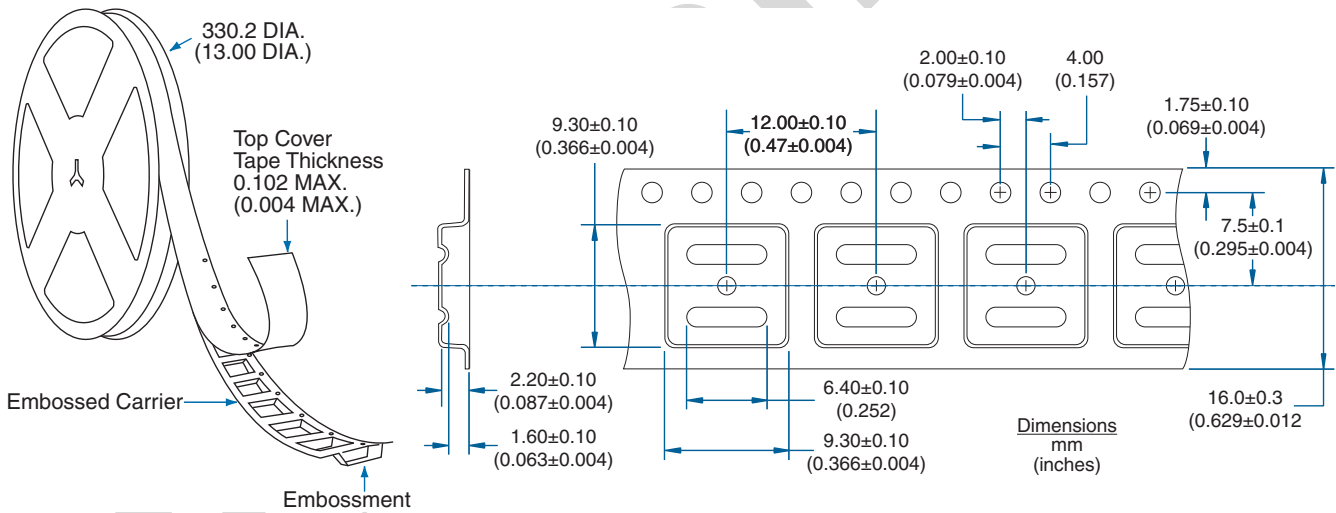 330.2 DIA.
(13.00 DIA.)
Top Cover
Tape Thickness
0.102 MAX.
(0.004 MAX.)
Embossed Carrier
Embossment
9.30±0.10
(0.366±0.004)
12.00±0.10
(0.47±0.004)
2.00±0.10
(0.079±0.004)
4.00
(0.157)
1.75±0.10
(0.069±0.004)
7.5±0.1
(0.295±0.004)
2.20±0.10
(0.087±0.004)
1.60±0.10
(0.063±0.004)
6.40±0.10
(0.252)
9.30±0.10
(0.366±0.004)
16.0±0.3
(0.629±0.012
Dimensions
mm
(inches)